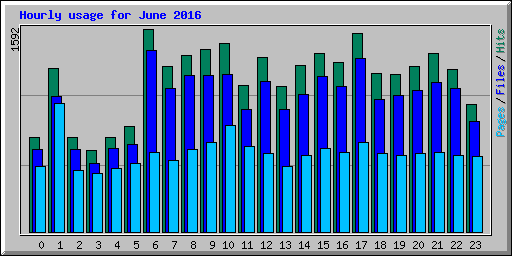 Hourly usage for June 2016
1592
Pages / Files / Hits
0 1 2 3 4 5 6 7 8 9 10 11 12 13 14 15 16 17 18 19 20 21 22 23